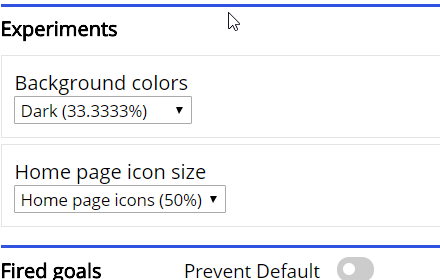 Experiments
Background colors
Dark (33.3333%)
Home page icon size
Home page icons (50%)
Fired goals Prevent Default